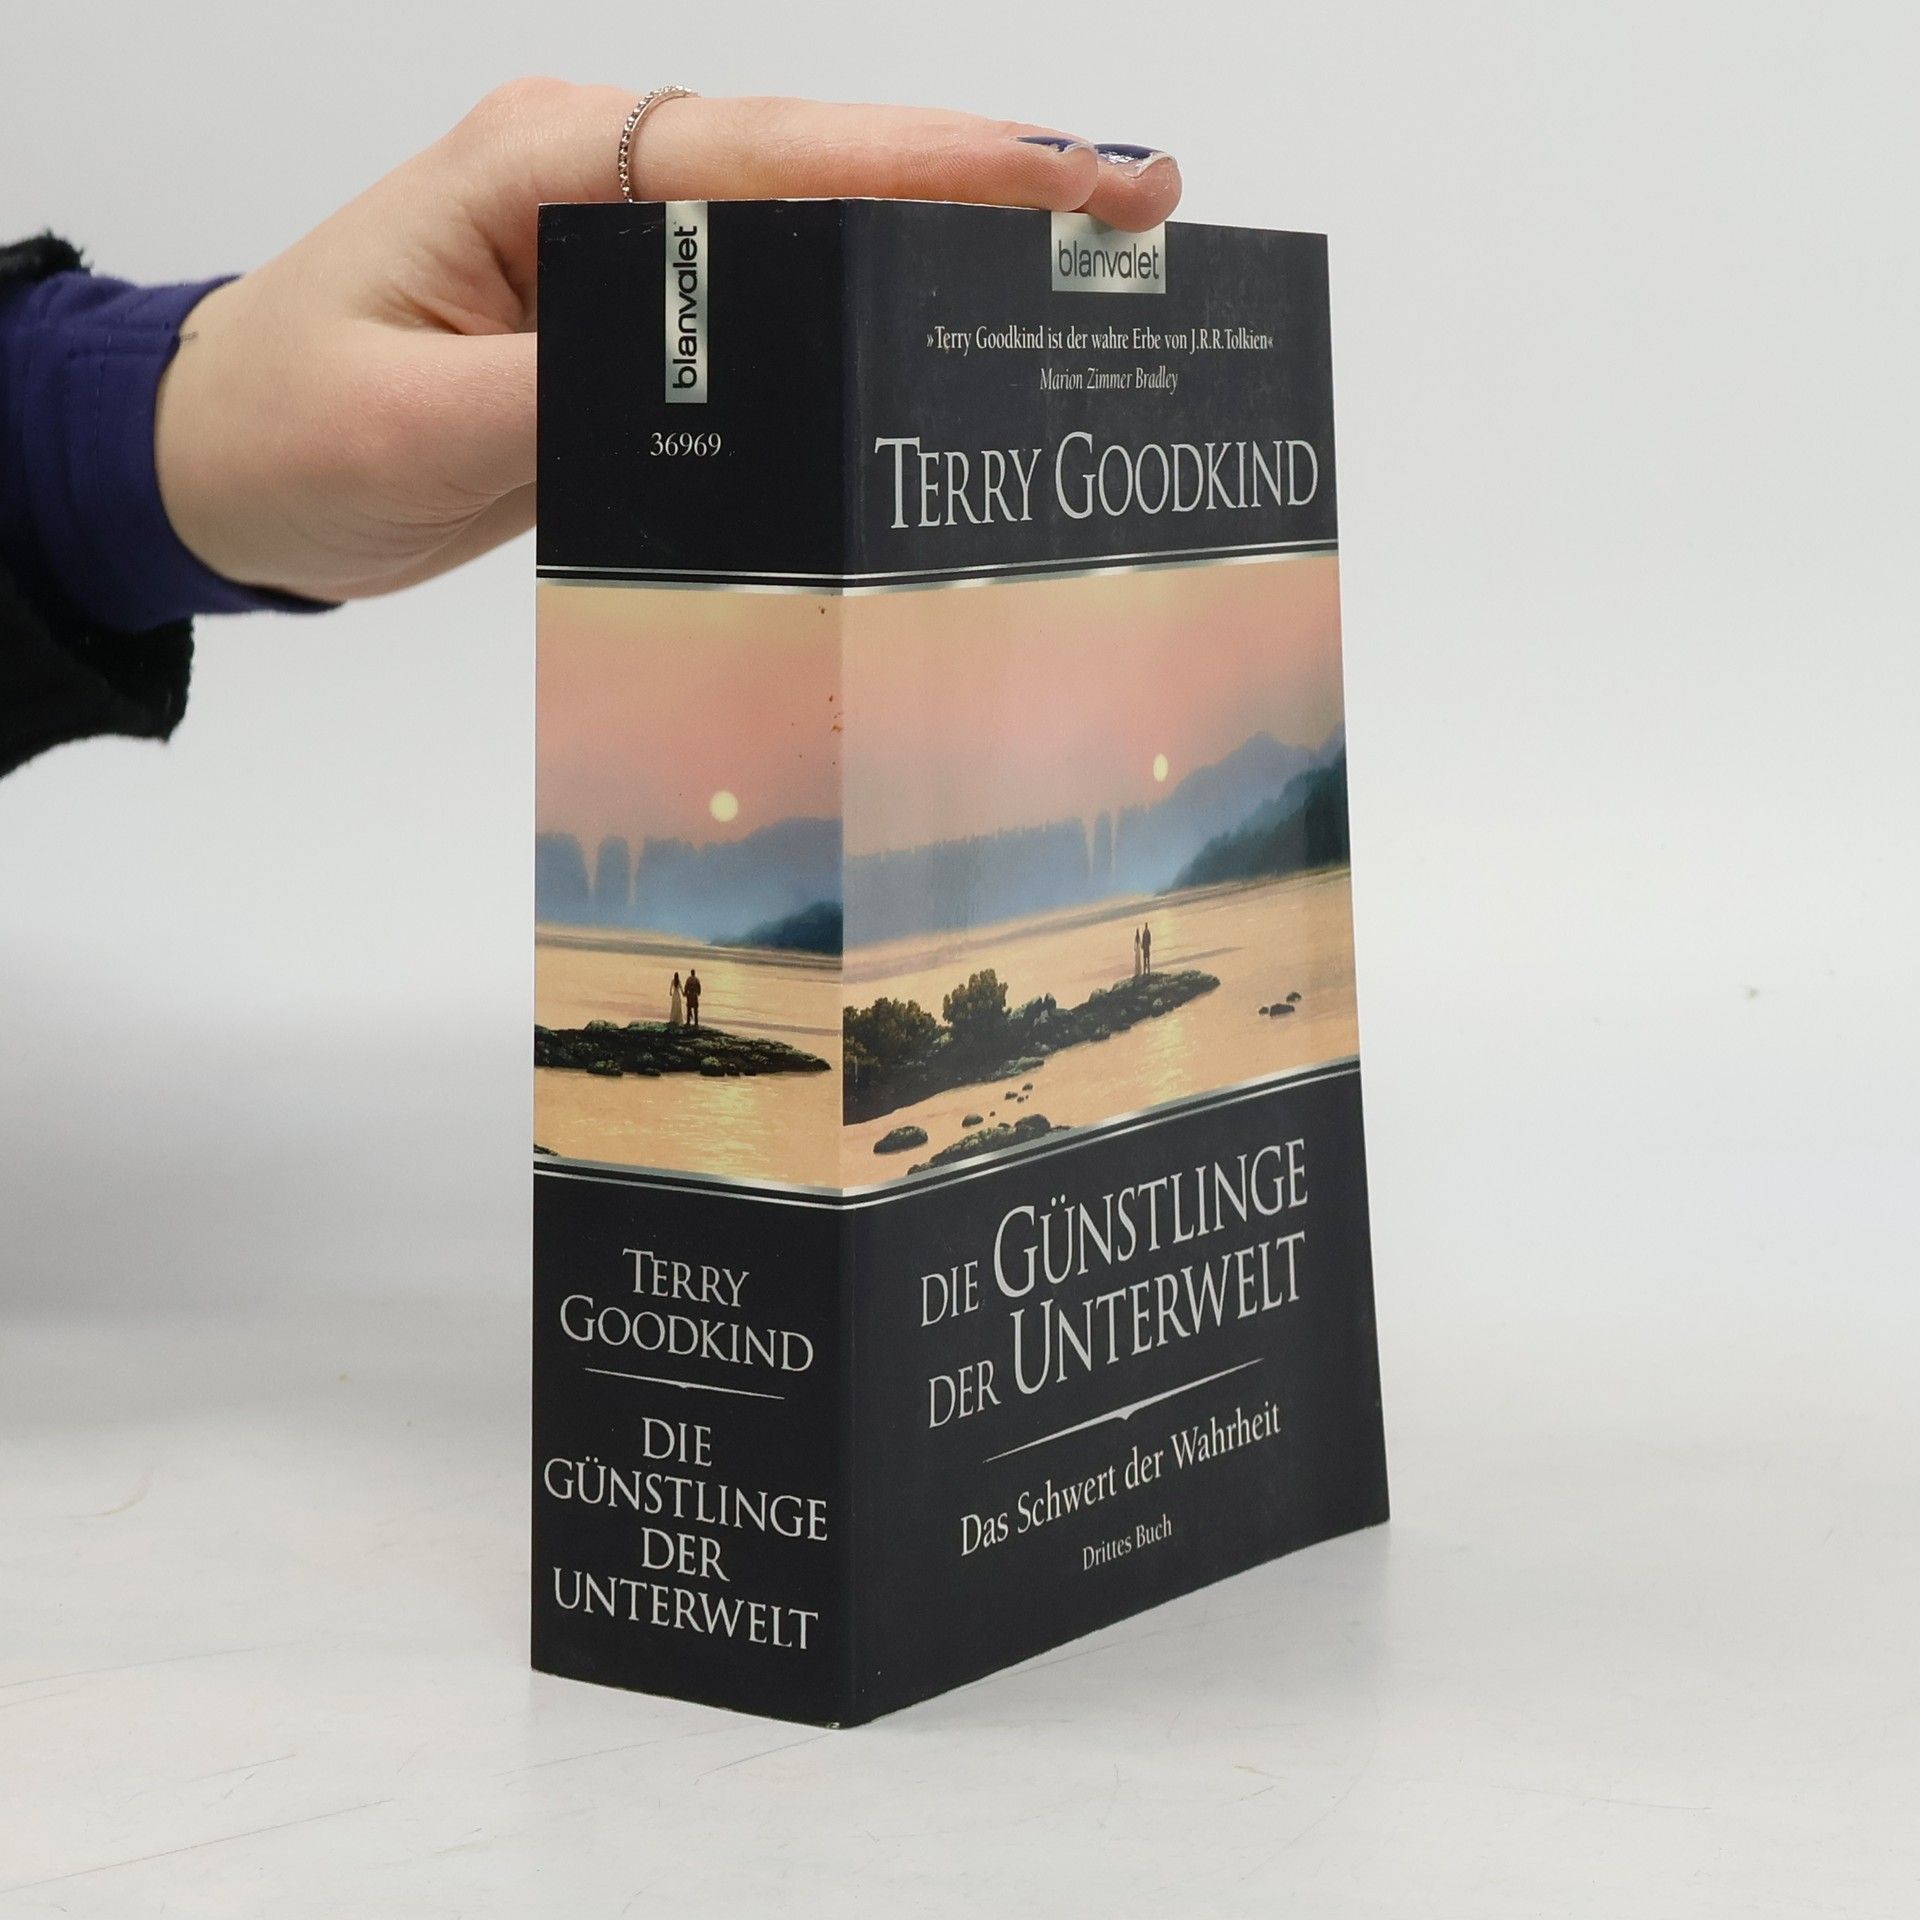 blanvalet
36969
TERRY
GOODKIND
DIE
GÜNSTLINGE
DER
UNTERWELT
blanvalet
»Terry Goodkind ist der wahre Erbe von J.R.R.Tolkien«
Marion Zimmer Bradley
TERRY GOODKIND
DIE GÜNSTLINGE
DER UNTERWELT
Das Schwert der Wahrheit
Drittes Buch